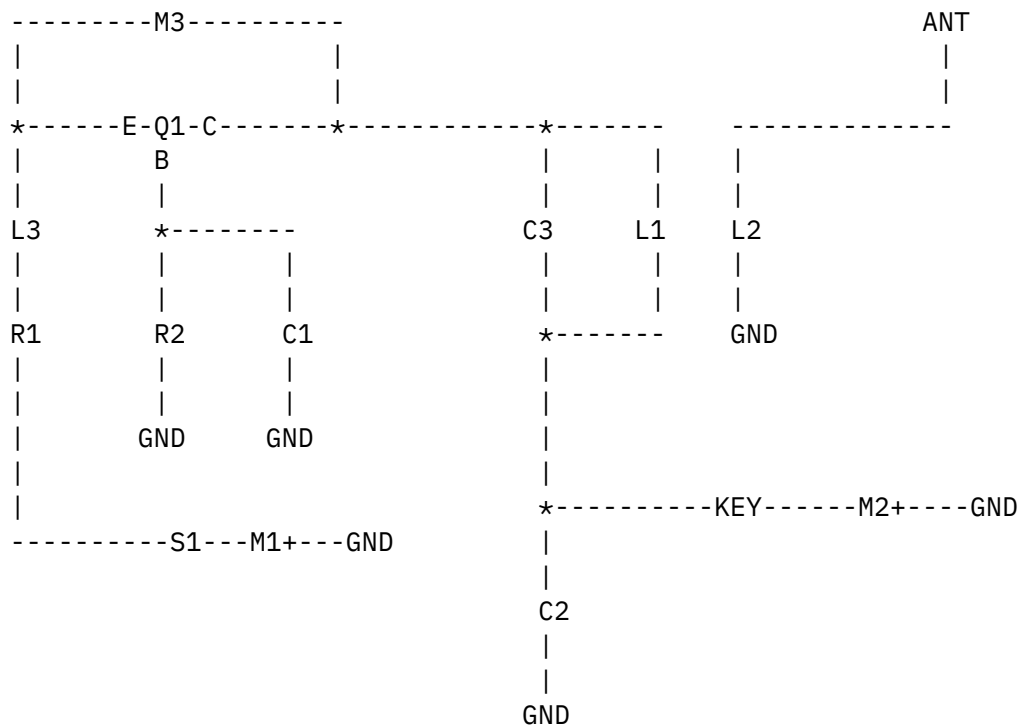 ---------M3--------- ANT
| | |
| | |
*------E-Q1-C-------*------------*------- --------------
| B | | |
| | | | |
L3 *-------- C3 L1 L2
| | | | | |
| | | | | |
R1 R2 C1 *------- GND
| | | |
| | | |
| GND GND |
| |
| *----------KEY------M2+----GND
----------S1---M1+---GND |
|
C2
|
|
GND